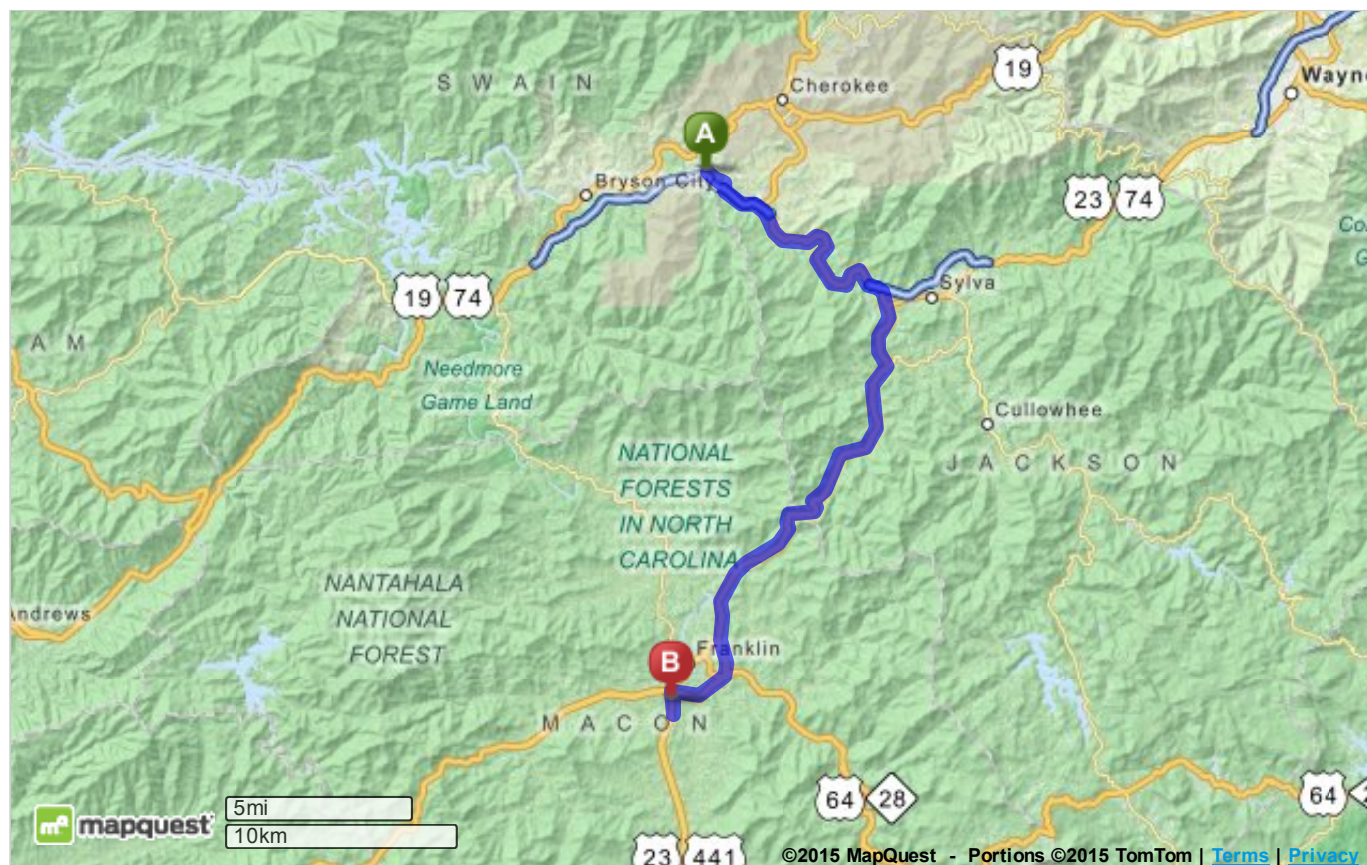 SWAIN
19
Cherokee
Wayne
A
Bryson City
23 74
Co
G
19 74
Sylva
AM
Needmore
Game Land
Cullowhee
NATIONAL
FORESTS
IN NORTH
CAROLINA
JACKSON
NANTAHALA
NATIONAL
FOREST
Andrews
B
Franklin
MACON
64 28
64 2
5mi
10km
mapquest
23 441
©2015 MapQuest - Portions ©2015 TomTom | Terms | Privacy